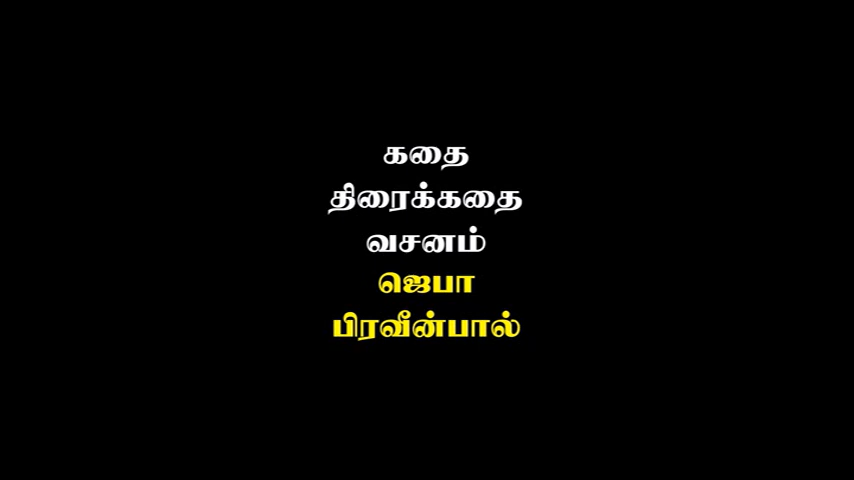 கதை
திரைக்கதை
வசனம்
ஜெபா
பிரவீன்பால்